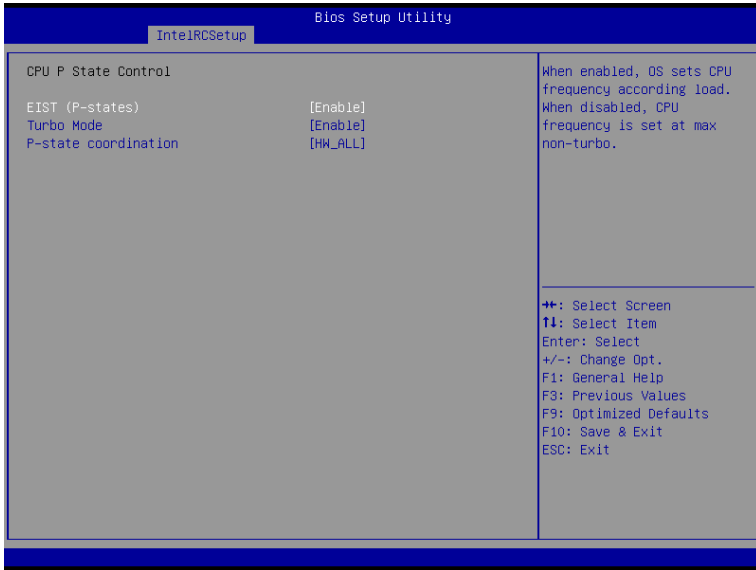 Bios Setup Utility
IntelRCSetup
CPU P State Control
EIST (P-states) [Enable]
Turbo Mode [Enable]
P-state coordination [HW_ALL]
When enabled, OS sets CPU
frequency according load.
When disabled, CPU
frequency is set at max
non-turbo.
→←: Select Screen
↑↓: Select Item
Enter: Select
+/-: Change Opt.
F1: General Help
F3: Previous Values
F9: Optimized Defaults
F10: Save & Exit
ESC: Exit